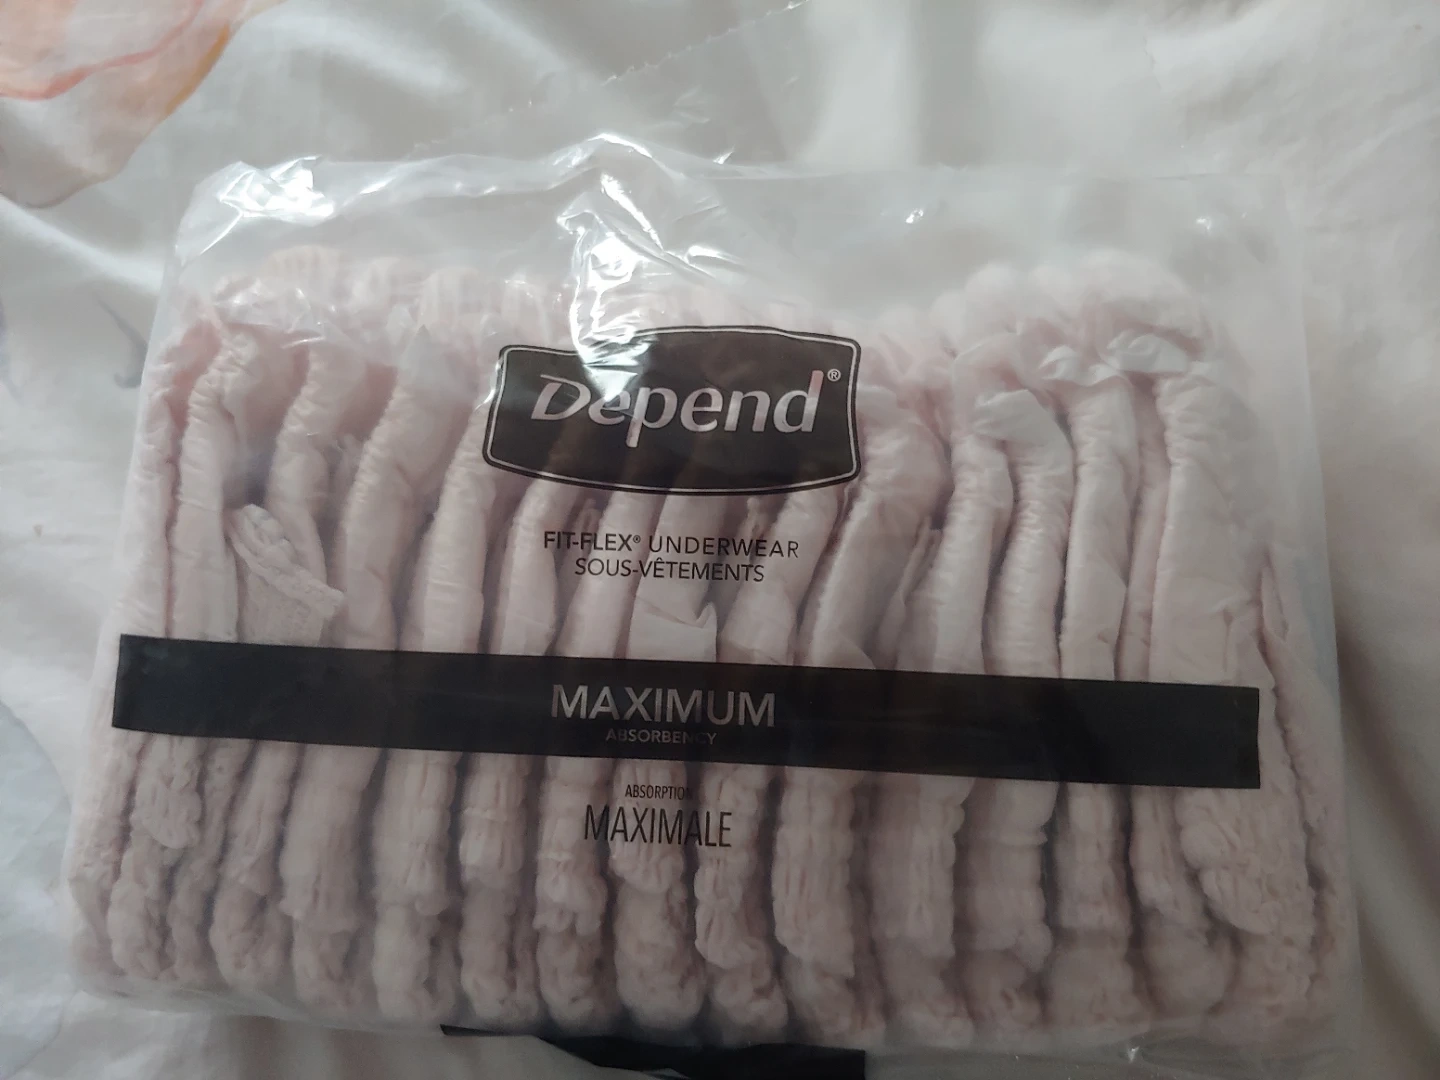 Depend®
FIT-FLEX® UNDERWEAR
SOUS-VÊTEMENTS
MAXIMUM
ABSORBENCY
ABSORPTION
MAXIMALE